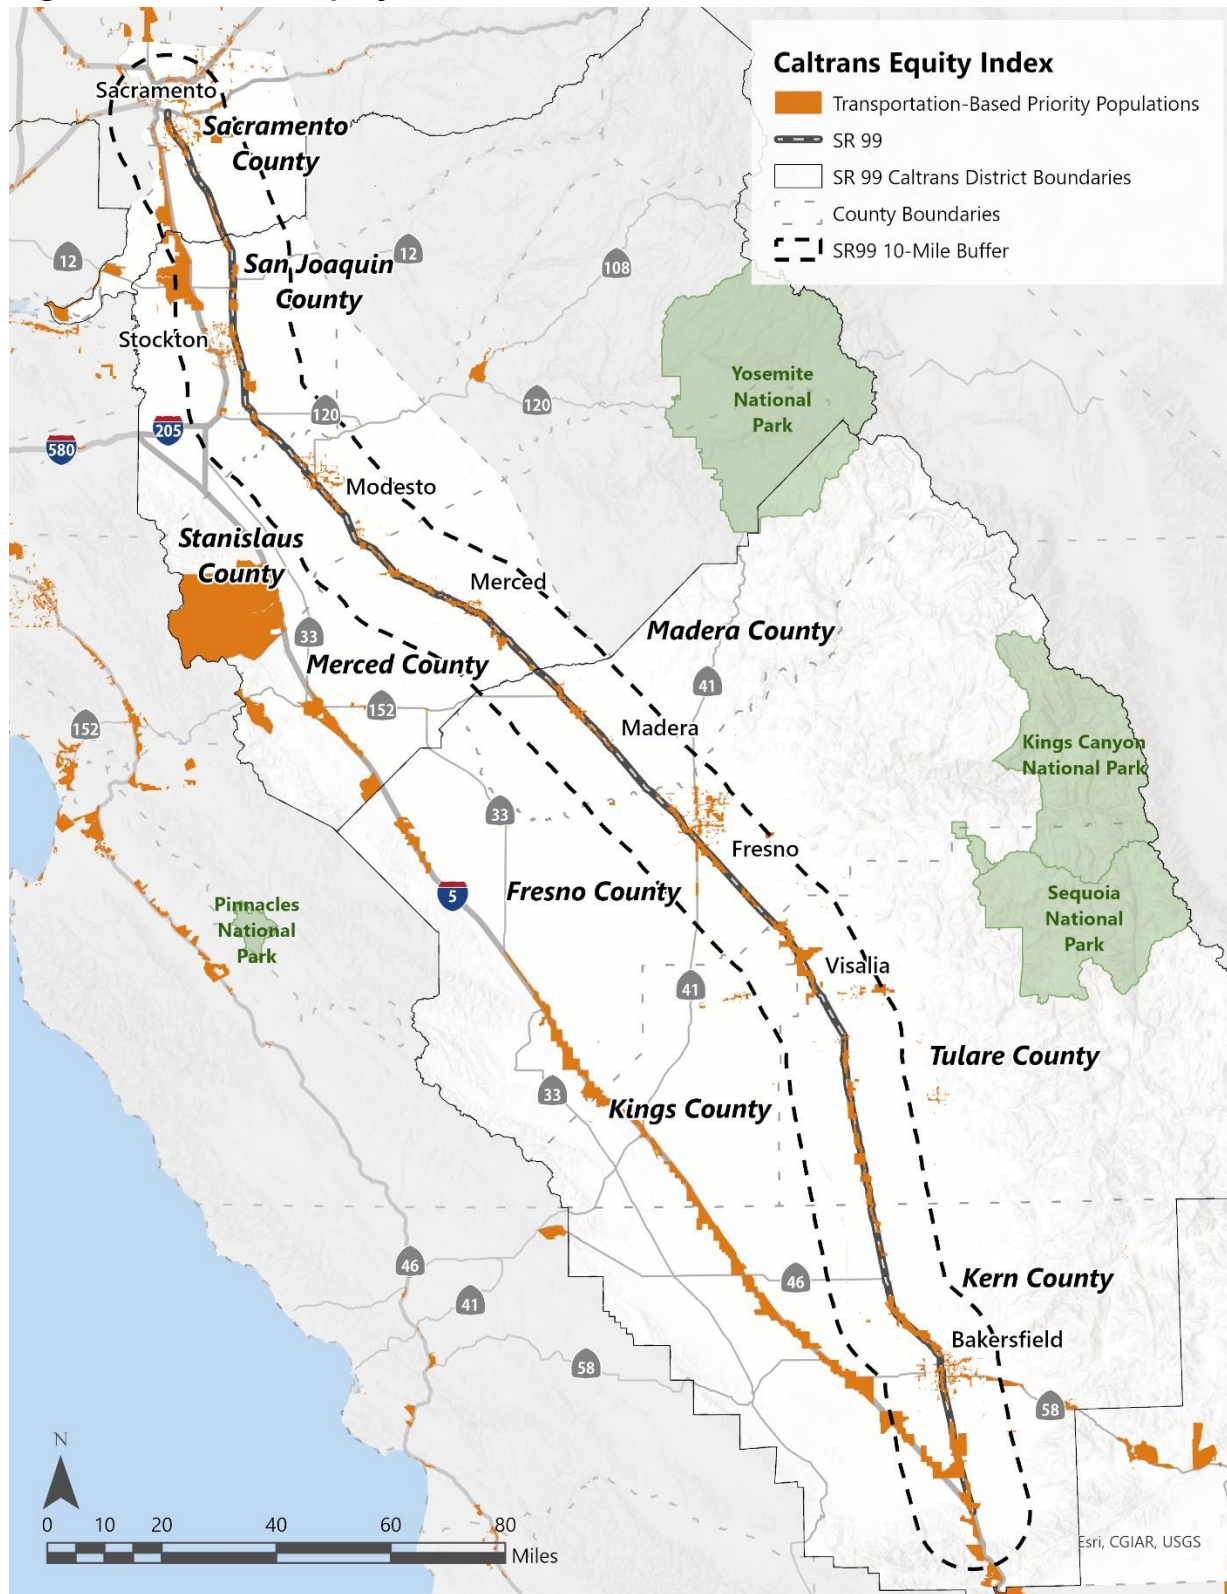 Caltrans Equity Index
Transportation-Based Priority Populations
SR 99
SR 99 Caltrans District Boundaries
County Boundaries
SR99 10-Mile Buffer
Sacramento
Sacramento
County
12
12
108
San Joaquin
County
Stockton
Yosemite
National
Park
120
120
205
580
Modesto
Stanislaus
County
Merced
33
Madera County
Merced County
41
152
152
Madera
Kings Canyon
National Park
33
Fresno
5
Fresno County
Sequoia
National
Park
Pinnacles
National
Park
Visalia
41
Tulare County
33
Kings County
46
46
Kern County
41
Bakersfield
58
58
N
0 10 20 40 60 80
Miles
Esri, CGIAR, USGS